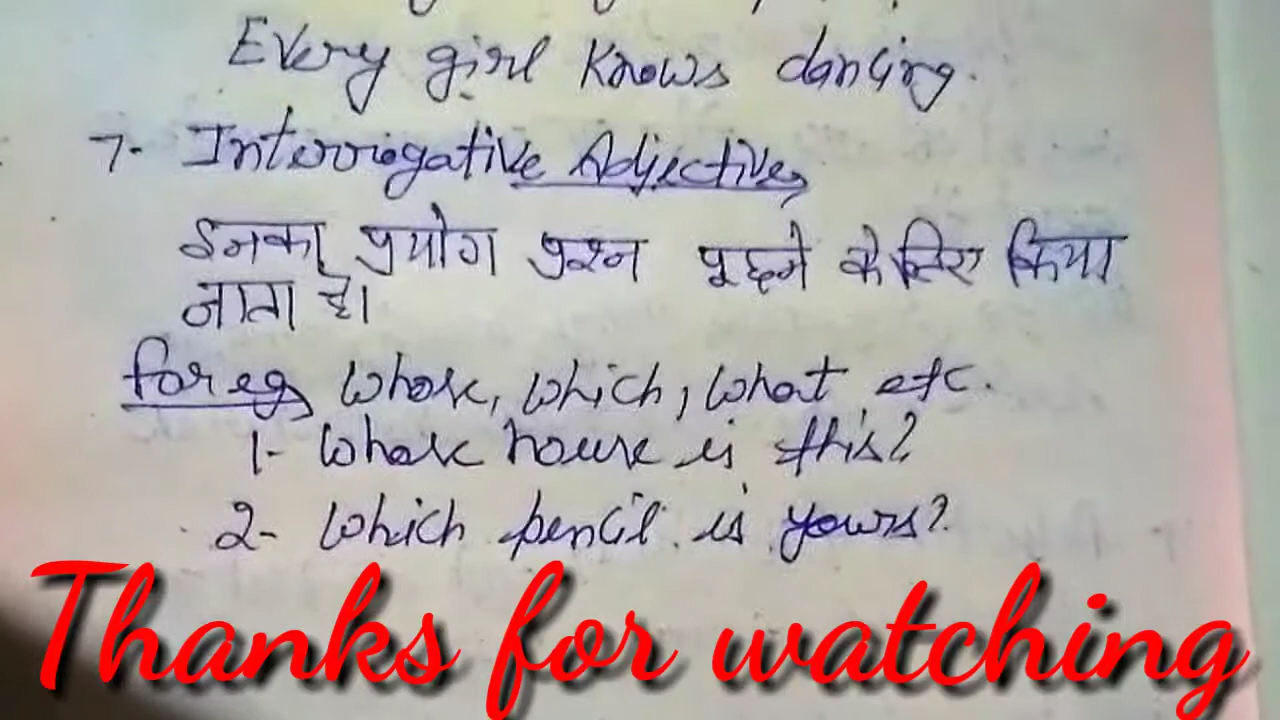 Every girl knows dancing.
7- Interrogative Adjective,
इनका प्रयोग प्रश्न पूछने के लिए किया
जाता है।
for eg, whose, which, what etc.
1- whose house is this?
2- which pencil is yours?
Thanks for watching